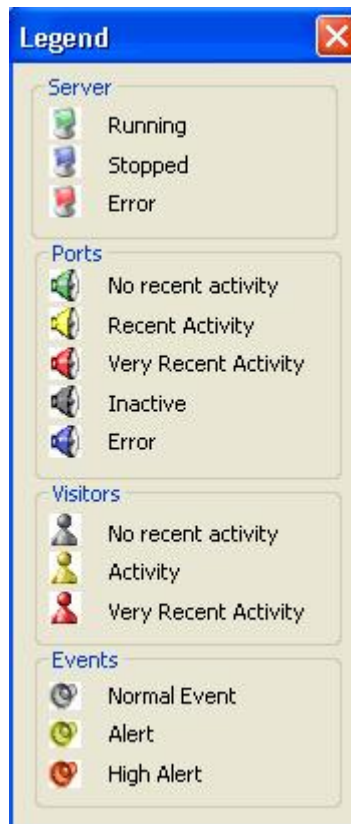 Legend
Server
Running
Stopped
Error
Ports
No recent activity
Recent Activity
Very Recent Activity
Inactive
Error
Visitors
No recent activity
Activity
Very Recent Activity
Events
Normal Event
Alert
High Alert